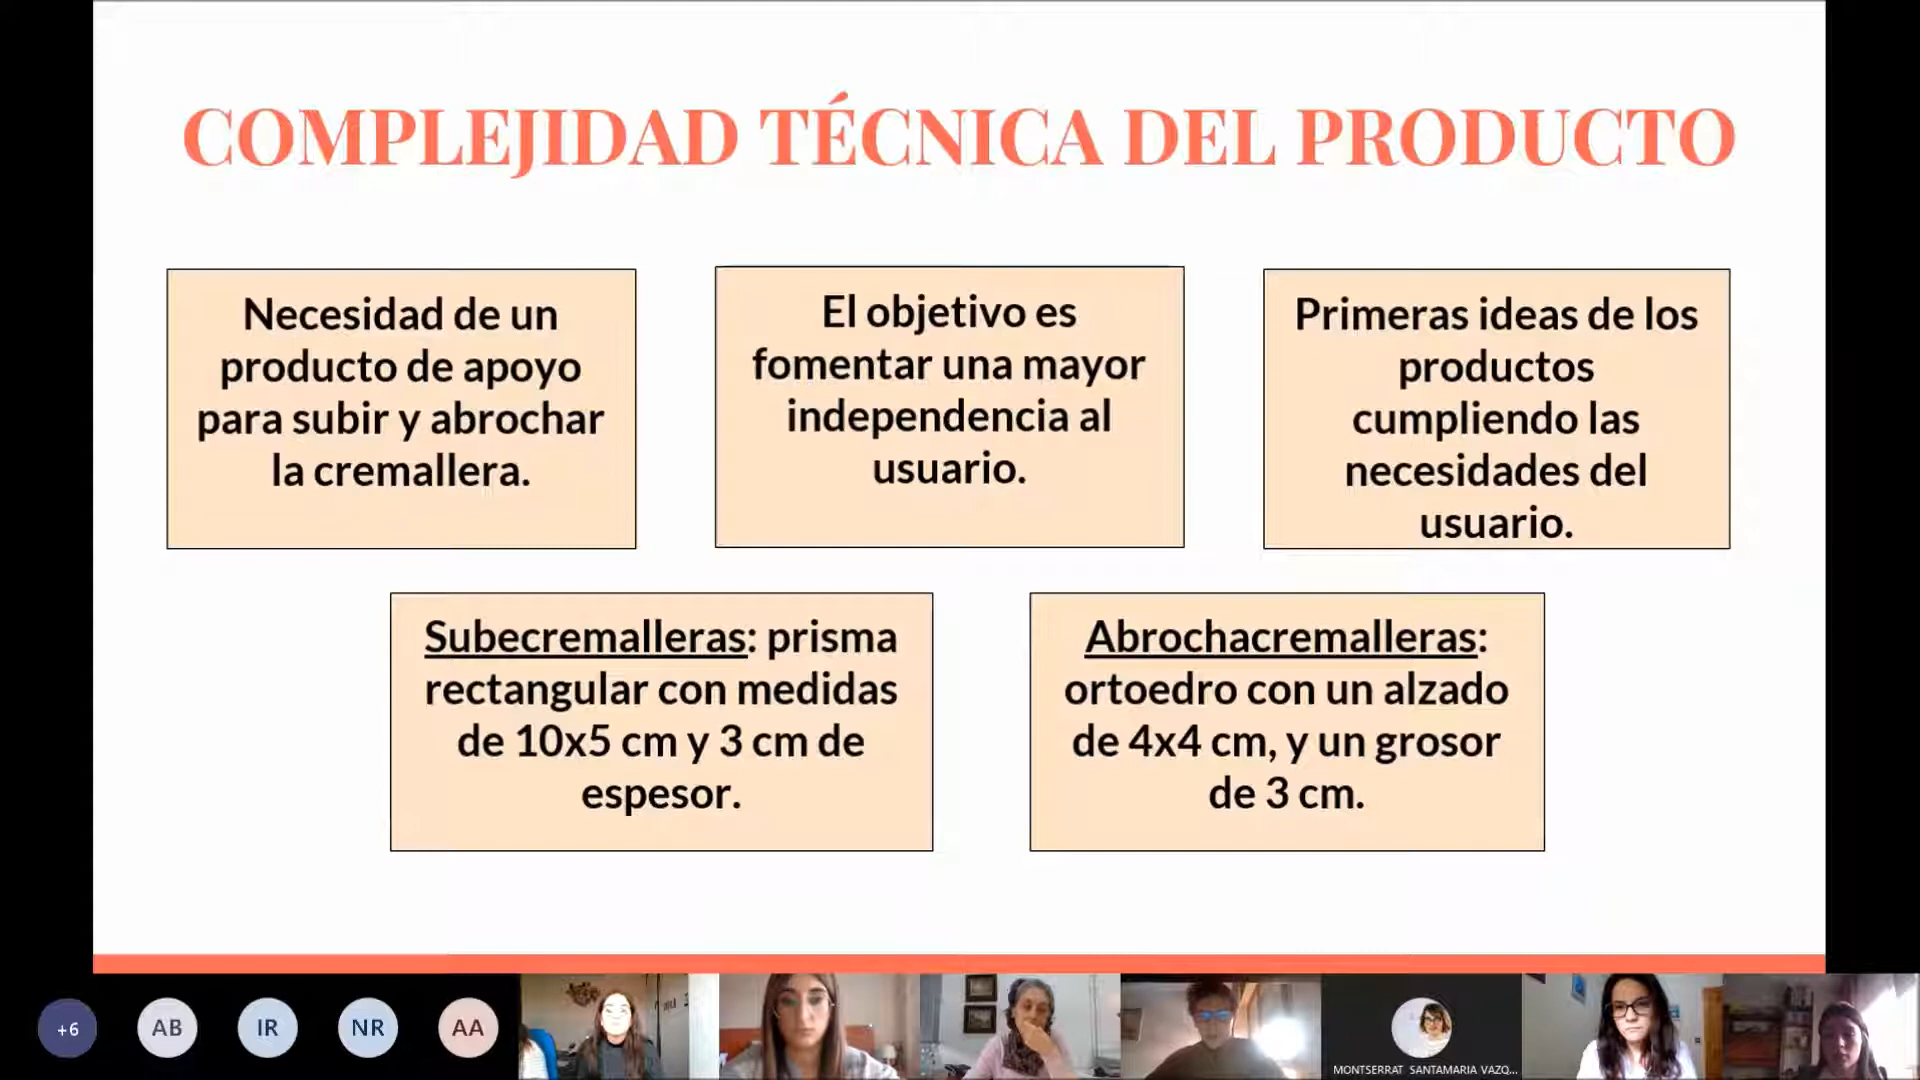 COMPLEJIDAD TÉCNICA DEL PRODUCTO
Necesidad de un
producto de apoyo
para subir y abrochar
la cremallera.
El objetivo es
fomentar una mayor
independencia al
usuario.
Primeras ideas de los
productos
cumpliendo las
necesidades del
usuario.
Subecremalleras: prisma
rectangular con medidas
de 10x5 cm y 3 cm de
espesor.
Abrochacremalleras:
ortoedro con un alzado
de 4x4 cm, y un grosor
de 3 cm.
+6
AB
IR
NR
AA
MONTSERRAT SANTAMARIA VAZQ...